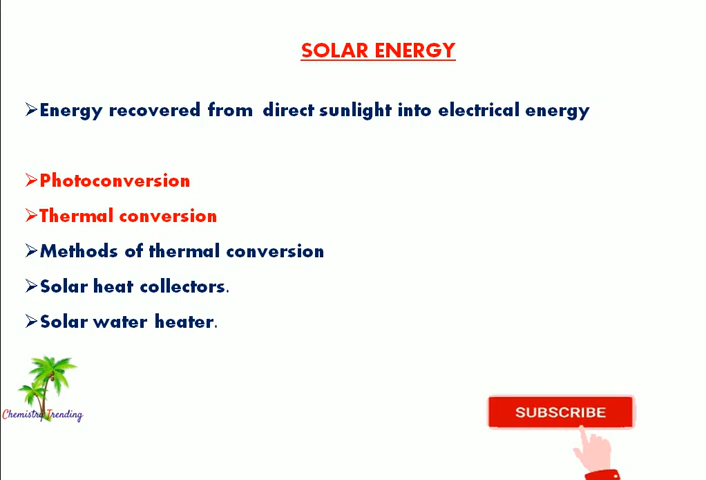 SOLAR ENERGY
➢Energy recovered from direct sunlight into electrical energy
➢Photoconversion
➢Thermal conversion
➢Methods of thermal conversion
➢Solar heat collectors.
➢Solar water heater.
Chemistry Trending
SUBSCRIBE